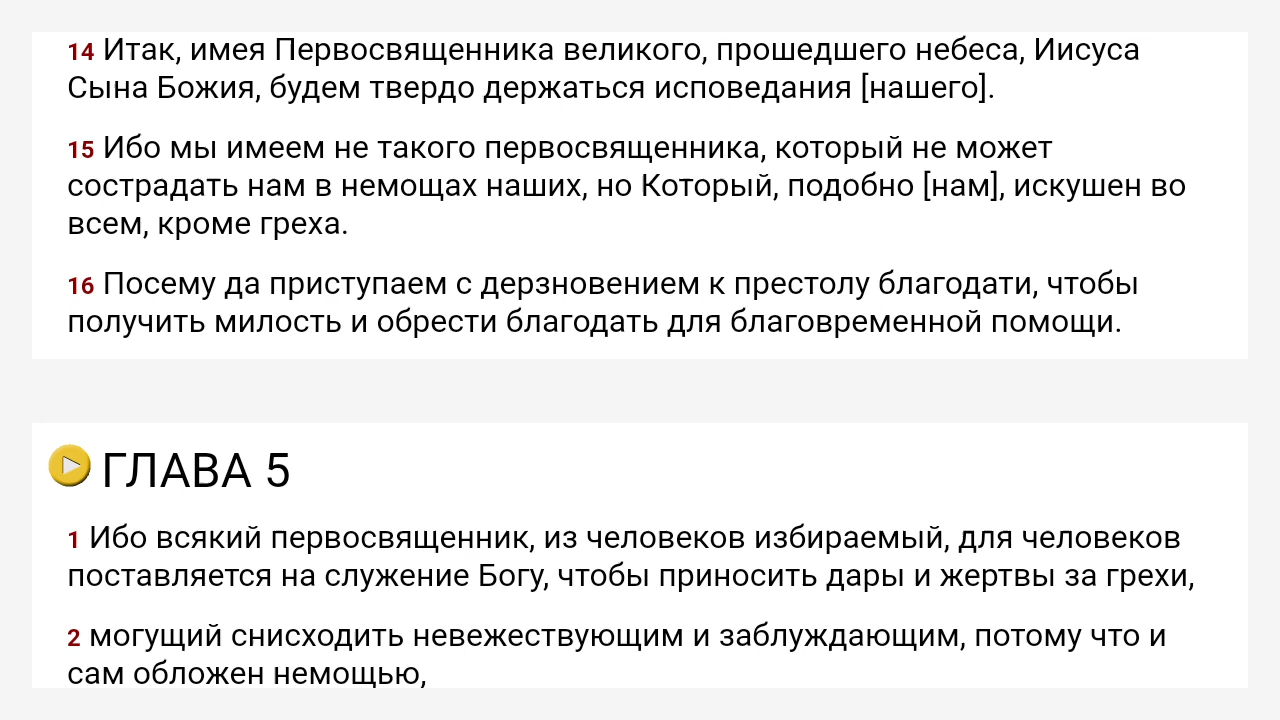 14 Итак, имея Первосвященника великого, прошедшего небеса, Иисуса
Сына Божия, будем твердо держаться исповедания [нашего].
15 Ибо мы имеем не такого первосвященника, который не может
сострадать нам в немощах наших, но Который, подобно [нам], искушен во
всем, кроме греха.
16 Посему да приступаем с дерзновением к престолу благодати, чтобы
получить милость и обрести благодать для благовременной помощи.
ГЛАВА 5
1 Ибо всякий первосвященник, из человеков избираемый, для человеков
поставляется на служение Богу, чтобы приносить дары и жертвы за грехи,
2 могущий снисходить невежествующим и заблуждающим, потому что и
сам обложен немощью,